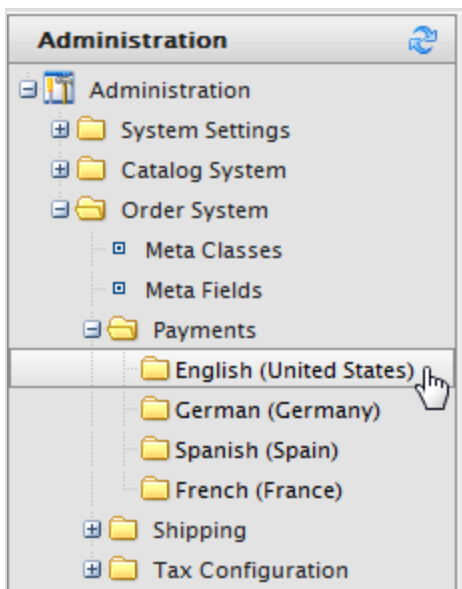 Administration
Administration
System Settings
Catalog System
Order System
Meta Classes
Meta Fields
Payments
English (United States)
German (Germany)
Spanish (Spain)
French (France)
Shipping
Tax Configuration